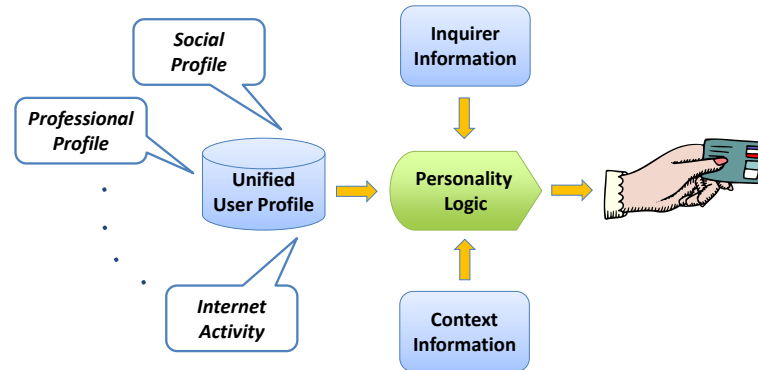 Social
Profile
Inquirer
Information
Professional
Profile
Unified
User Profile
Personality
Logic
Internet
Activity
Context
Information